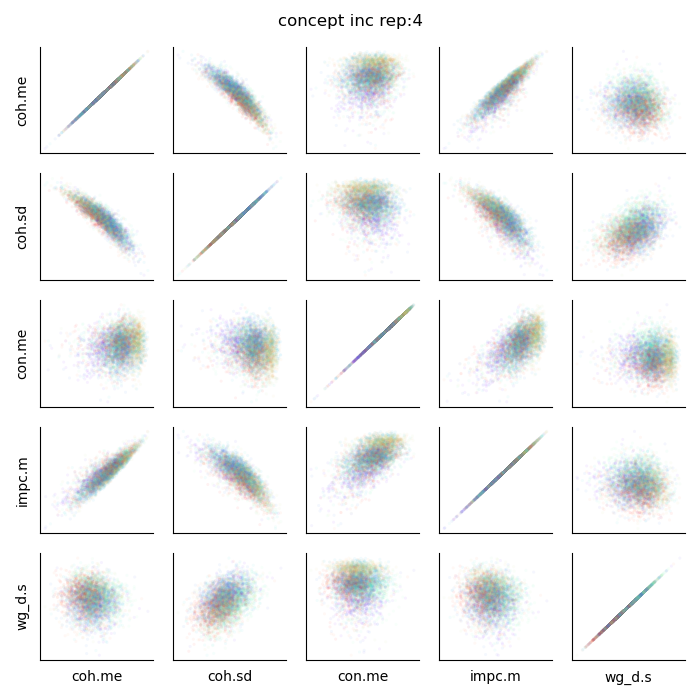 concept inc rep:4
coh.me
coh.sd
con.me
impc.m
wg_d.s
coh.me coh.sd con.me impc.m wg_d.s